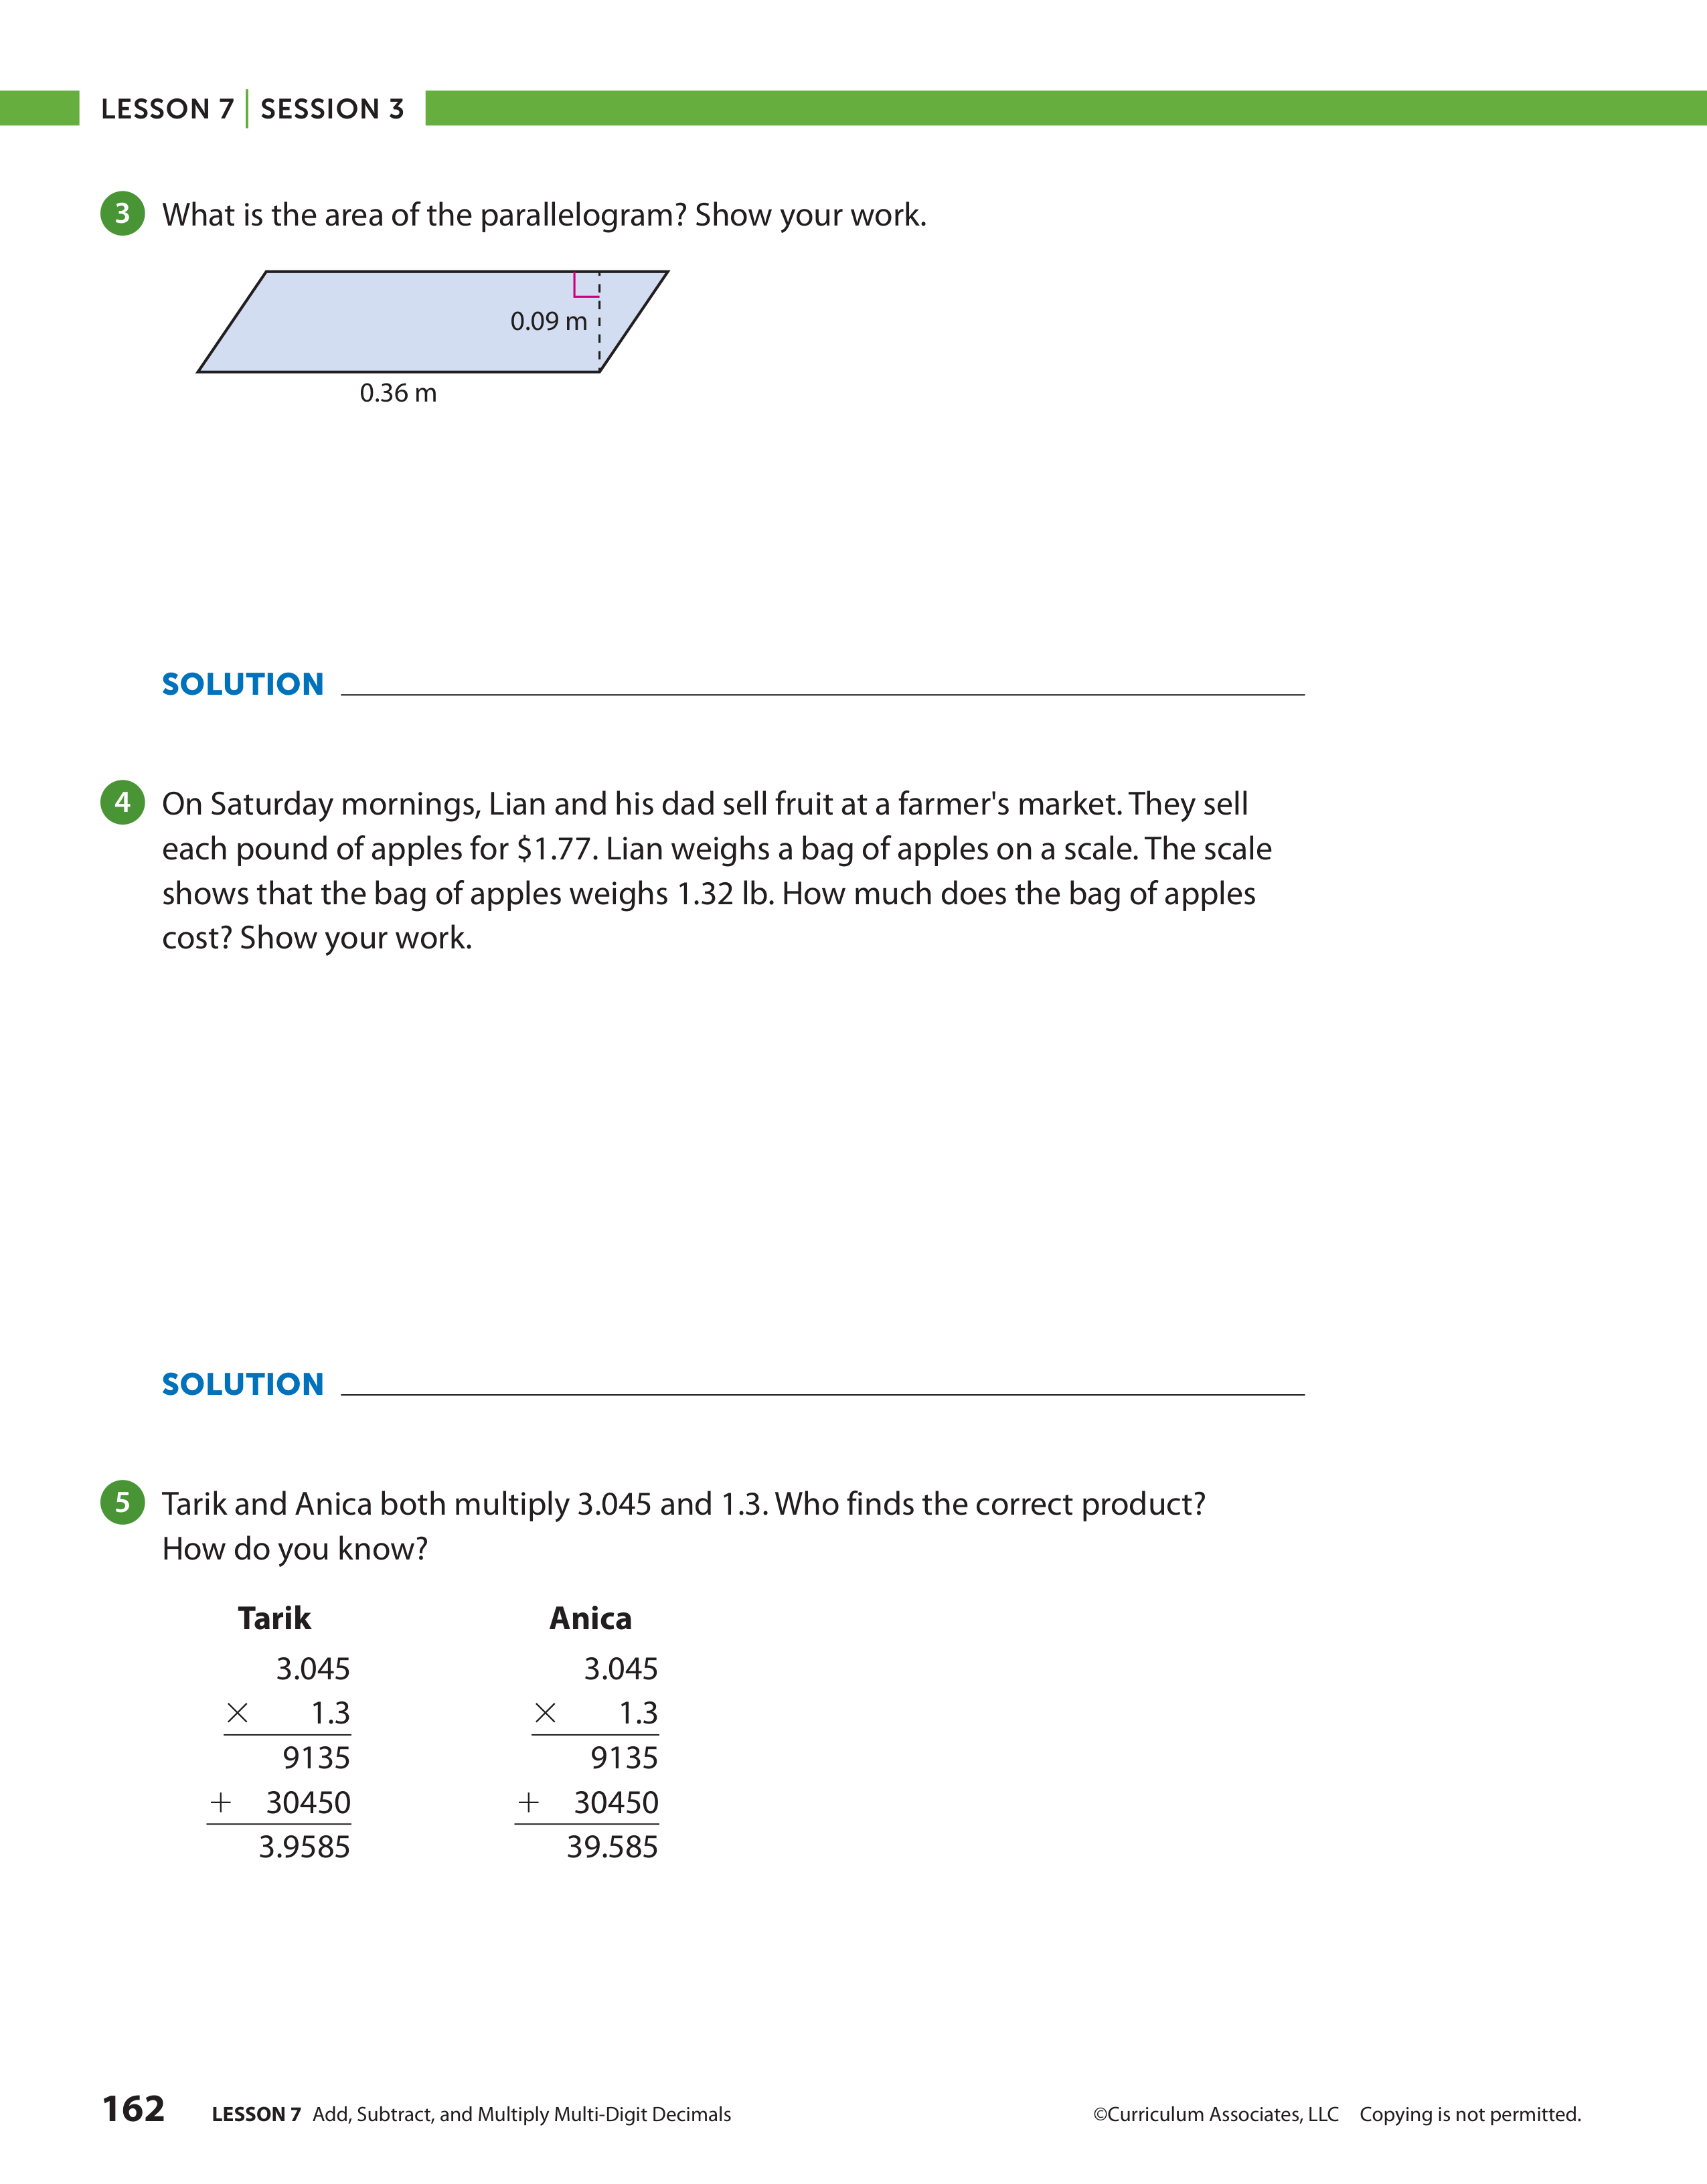 LESSON 7 | SESSION 3
3 What is the area of the parallelogram? Show your work.
0.09 m
0.36 m
SOLUTION
4 On Saturday mornings, Lian and his dad sell fruit at a farmer's market. They sell
each pound of apples for $1.77. Lian weighs a bag of apples on a scale. The scale
shows that the bag of apples weighs 1.32 lb. How much does the bag of apples
cost? Show your work.
SOLUTION
5 Tarik and Anica both multiply 3.045 and 1.3. Who finds the correct product?
How do you know?
Tarik
3.045
× 1.3
9135
+ 30450
3.9585
Anica
3.045
× 1.3
9135
+ 30450
39.585
162 LESSON 7 Add, Subtract, and Multiply Multi-Digit Decimals
©Curriculum Associates, LLC Copying is not permitted.